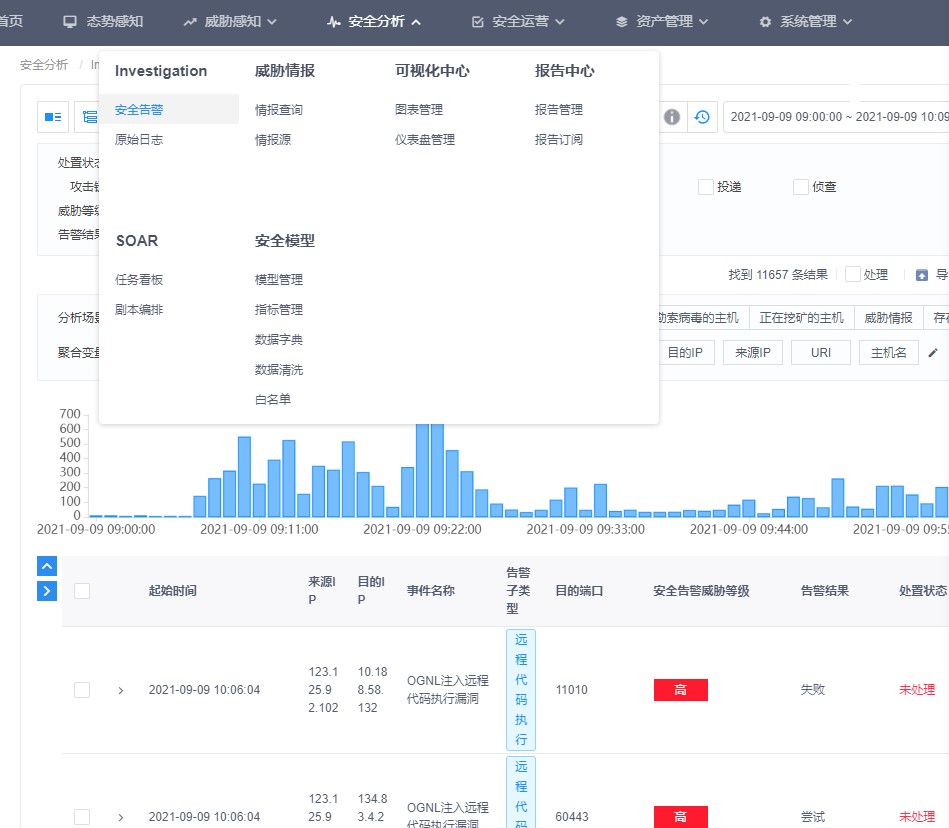 首页 态势感知 威胁感知 安全分析 安全运营 资产管理 系统管理
安全分析 / In
Investigation 威胁情报 可视化中心 报告中心
安全告警 情报查询 图表管理 报告管理
原始日志 情报源 仪表盘管理 报告订阅
SOAR 安全模型
任务看板 模型管理
剧本编排 指标管理
数据字典
数据清洗
白名单
2021-09-09 09:00:00 ~ 2021-09-09 10:09
处置状态
攻击链 投递 侦查
威胁等级
告警结果
找到 11657 条结果 处理 导
分析场景 勒索病毒的主机 正在挖矿的主机 威胁情报 存在
聚合变量 目的IP 来源IP URI 主机名
700
600
500
400
300
200
100
0
2021-09-09 09:00:00 2021-09-09 09:11:00 2021-09-09 09:22:00 2021-09-09 09:33:00 2021-09-09 09:44:00 2021-09-09 09:55
起始时间 来源I
P 目的I
P 事件名称 告警
子类
型 目的端口 安全告警威胁等级 告警结果 处置状态
2021-09-09 10:06:04 123.1
25.9
2.102 10.18
8.58.
132 OGNL注入远程
代码执行漏洞 远
程
代
码
执
行 11010 高 失败 未处理
2021-09-09 10:06:04 123.1
25.9 134.8
3.4.2 OGNL注入远程
代码执行漏洞 远
程
代
码 60443 高 尝试 未处理